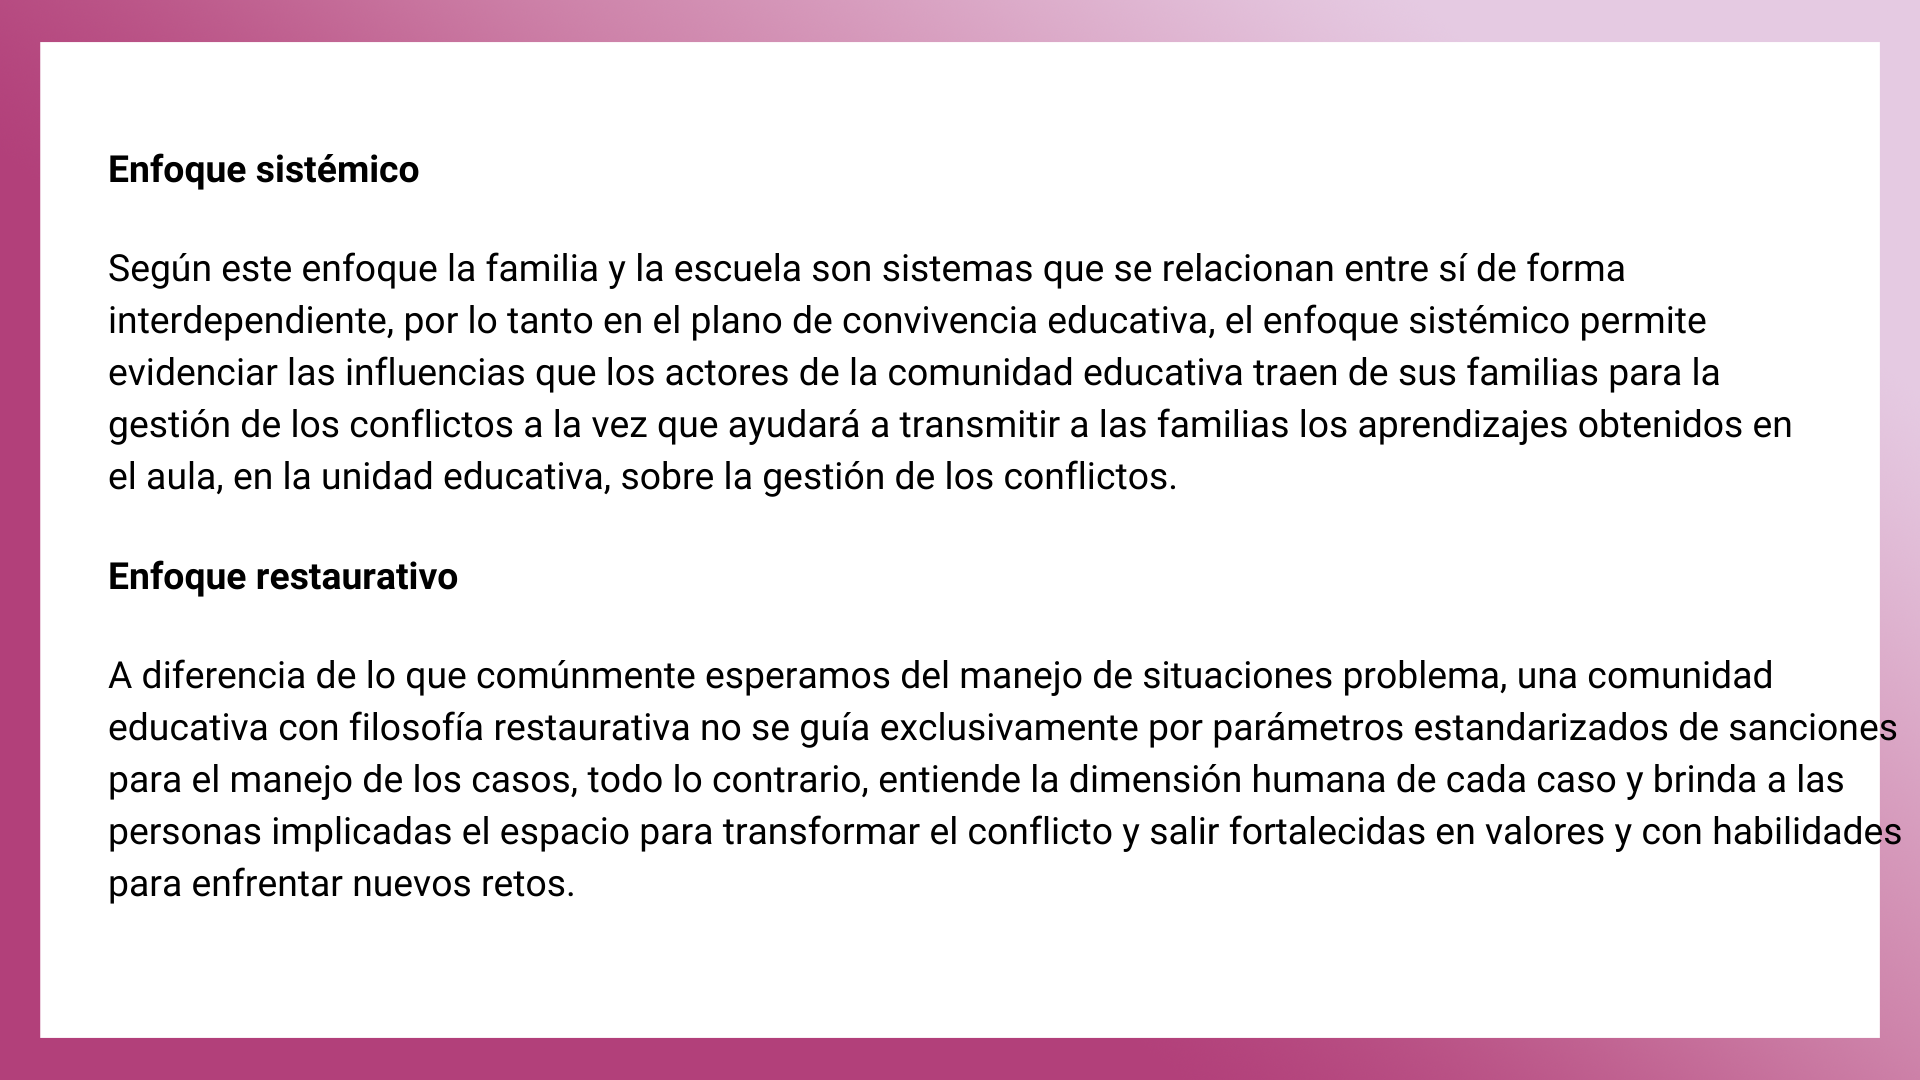 Enfoque sistémico
Según este enfoque la familia y la escuela son sistemas que se relacionan entre sí de forma
interdependiente, por lo tanto en el plano de convivencia educativa, el enfoque sistémico permite
evidenciar las influencias que los actores de la comunidad educativa traen de sus familias para la
gestión de los conflictos a la vez que ayudará a transmitir a las familias los aprendizajes obtenidos en
el aula, en la unidad educativa, sobre la gestión de los conflictos.
Enfoque restaurativo
A diferencia de lo que comúnmente esperamos del manejo de situaciones problema, una comunidad
educativa con filosofía restaurativa no se guía exclusivamente por parámetros estandarizados de sanciones
para el manejo de los casos, todo lo contrario, entiende la dimensión humana de cada caso y brinda a las
personas implicadas el espacio para transformar el conflicto y salir fortalecidas en valores y con habilidades
para enfrentar nuevos retos.